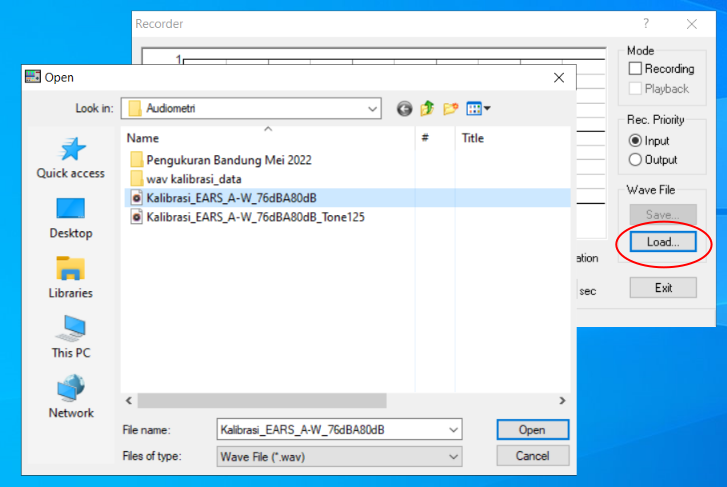 Recorder
?
1
Mode
Recording
Playback
Rec. Priority
Input
Output
Wave File
Save...
Load...
Exit
sec
Open
Look in:
Audiometri
Name
#
Title
Quick access
Desktop
Libraries
This PC
Network
Pengukuran Bandung Mei 2022
wav kalibrasi_data
Kalibrasi_EARS_A-W_76dBA80dB
Kalibrasi_EARS_A-W_76dBA80dB_Tone125
File name:
Kalibrasi_EARS_A-W_76dBA80dB
Open
Files of type:
Wave File (*.wav)
Cancel